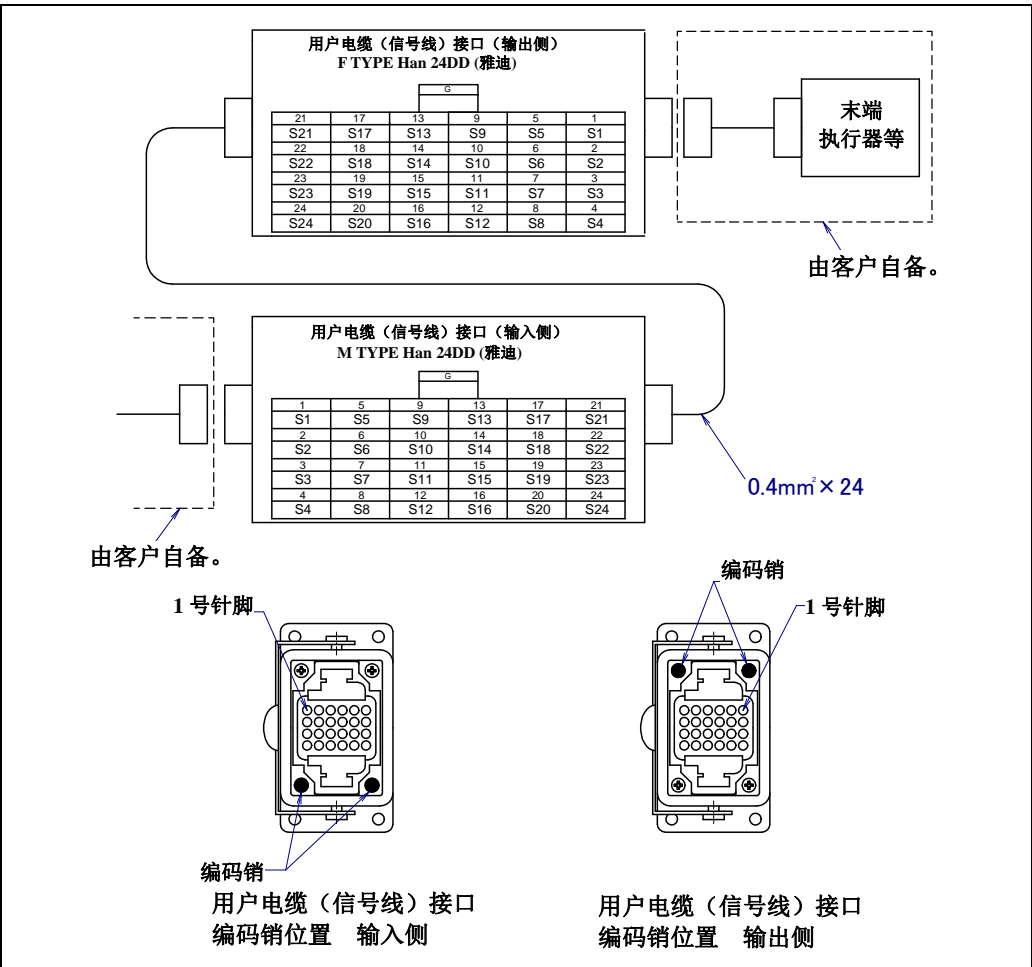 用户电缆（信号线）接口（输出侧）
F TYPE Han 24DD (雅迪)
G
21 17 13 9 5 1
S21 S17 S13 S9 S5 S1
22 18 14 10 6 2
S22 S18 S14 S10 S6 S2
23 19 15 11 7 3
S23 S19 S15 S11 S7 S3
24 20 16 12 8 4
S24 S20 S16 S12 S8 S4
末端
执行器等
由客户自备。
用户电缆（信号线）接口（输入侧）
M TYPE Han 24DD (雅迪)
G
1 5 9 13 17 21
S1 S5 S9 S13 S17 S21
2 6 10 14 18 22
S2 S6 S10 S14 S18 S22
3 7 11 15 19 23
S3 S7 S11 S15 S19 S23
4 8 12 16 20 24
S4 S8 S12 S16 S20 S24
0.4mm²×24
由客户自备。
1 号针脚
编码销
用户电缆（信号线）接口
编码销位置 输入侧
编码销
1 号针脚
用户电缆（信号线）接口
编码销位置 输出侧